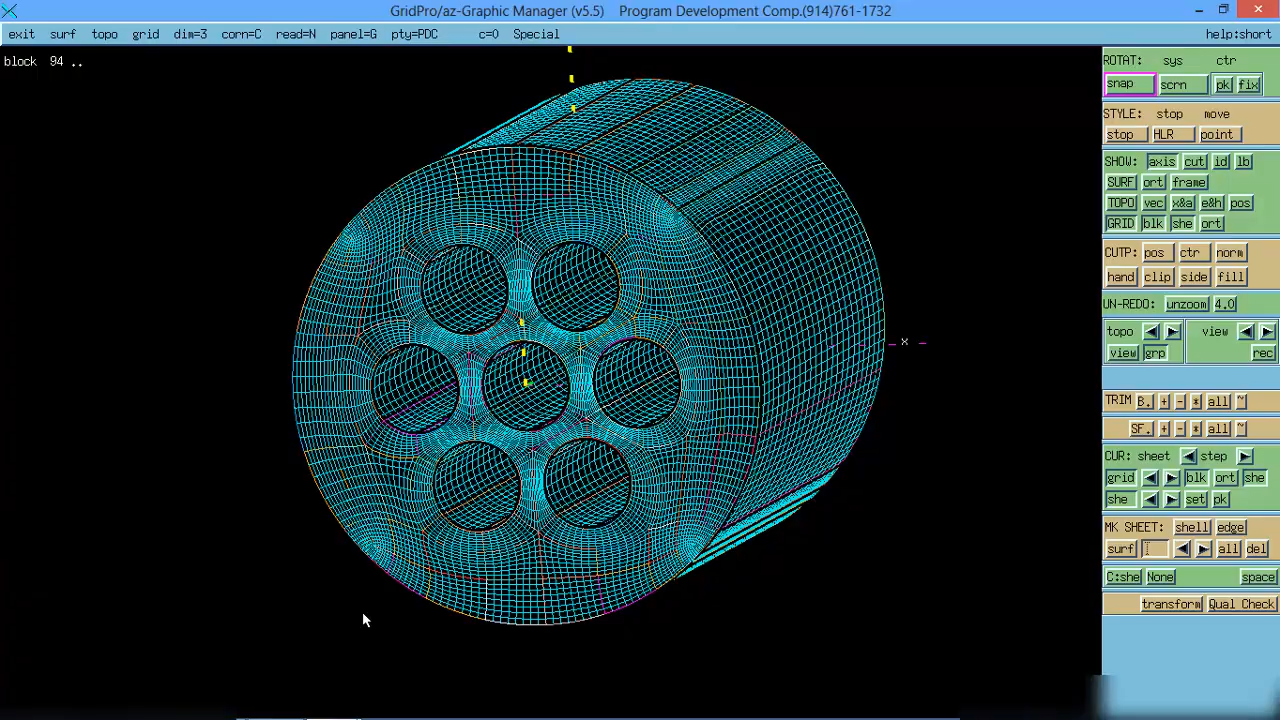 GridPro/az-Graphic Manager (v5.5) Program Development Comp.(914)761-1732
exit surf topo grid dim=3 corn=C read=N panel=G pty=PDC c=0 Special help:short
block 94 ..
ROTAT: sys ctr
snap scrn pk fix
STYLE: stop move
stop HLR point
SHOW: axis cut id lb
SURF ort frame
TOPO vec x&a e&h pos
GRID blk she ort
CUTP: pos ctr norm
hand clip side fill
UN-REDO: unzoom 4.0
topo view
view grp rec
x
TRIM B. + - * all ~
SF. + - * all ~
CUR: sheet step
grid blk ort she
she set pk
MK SHEET: shell edge
surf all del
C:she None space
transform Qual Check